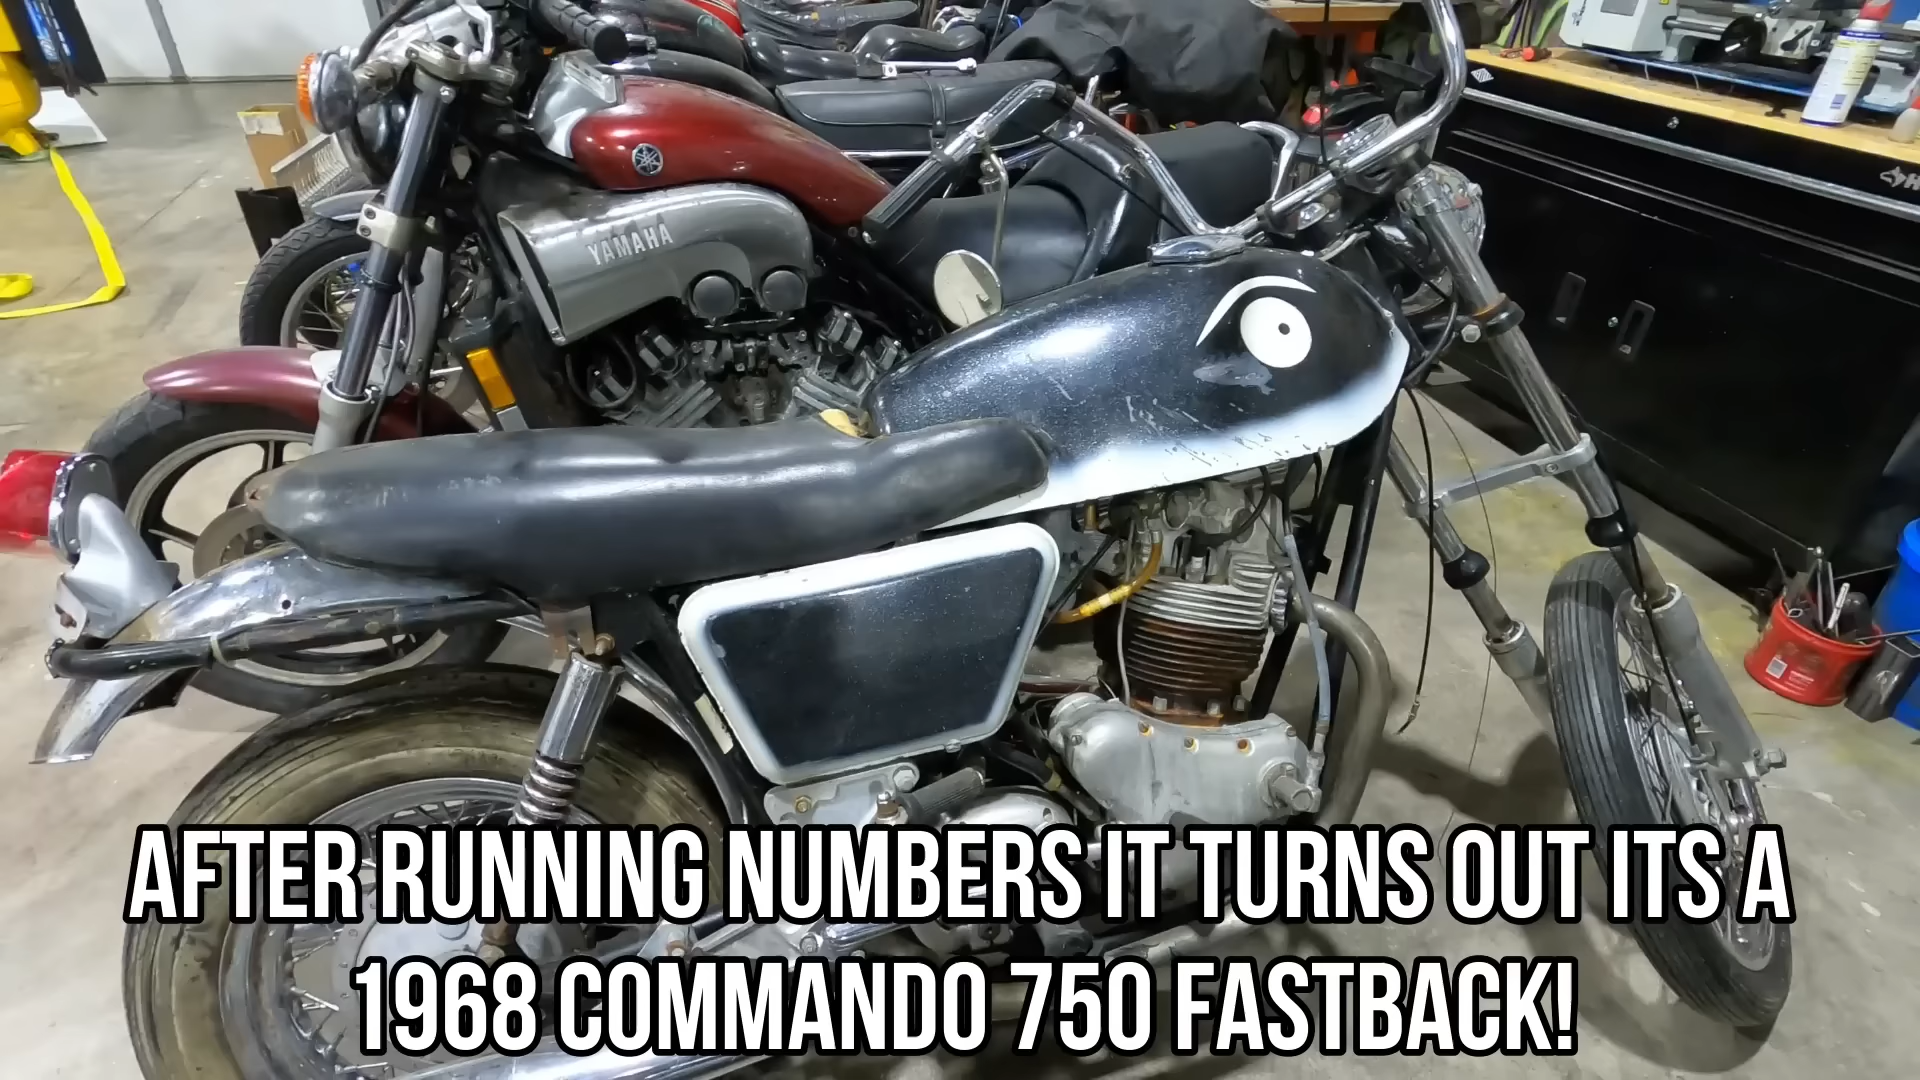 YAMAHA
AFTER RUNNING NUMBERS IT TURNS OUT ITS A
1968 COMMANDO 750 FASTBACK!